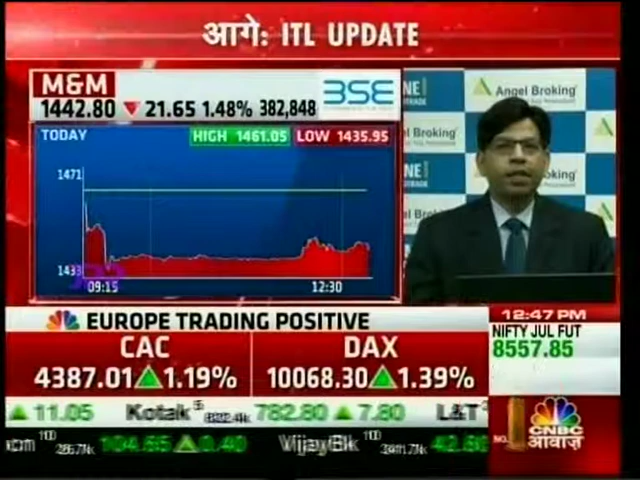 आगे: ITL UPDATE
M&M
1442.80 21.65 1.48% 382,848 BSE
TODAY HIGH 1461.05 LOW 1435.95
1471
1433
09:15 12:30
Angel Broking
Angel Broking
EUROPE TRADING POSITIVE
CAC
4387.01 1.19%
DAX
10068.30 1.39%
12:47 PM
NIFTY JUL FUT
8557.85
11.05 Kotak 782.80 7.80 L&T
104.65 0.40 VijayBk 42.80
NO. 1 CNBC
आवाज़